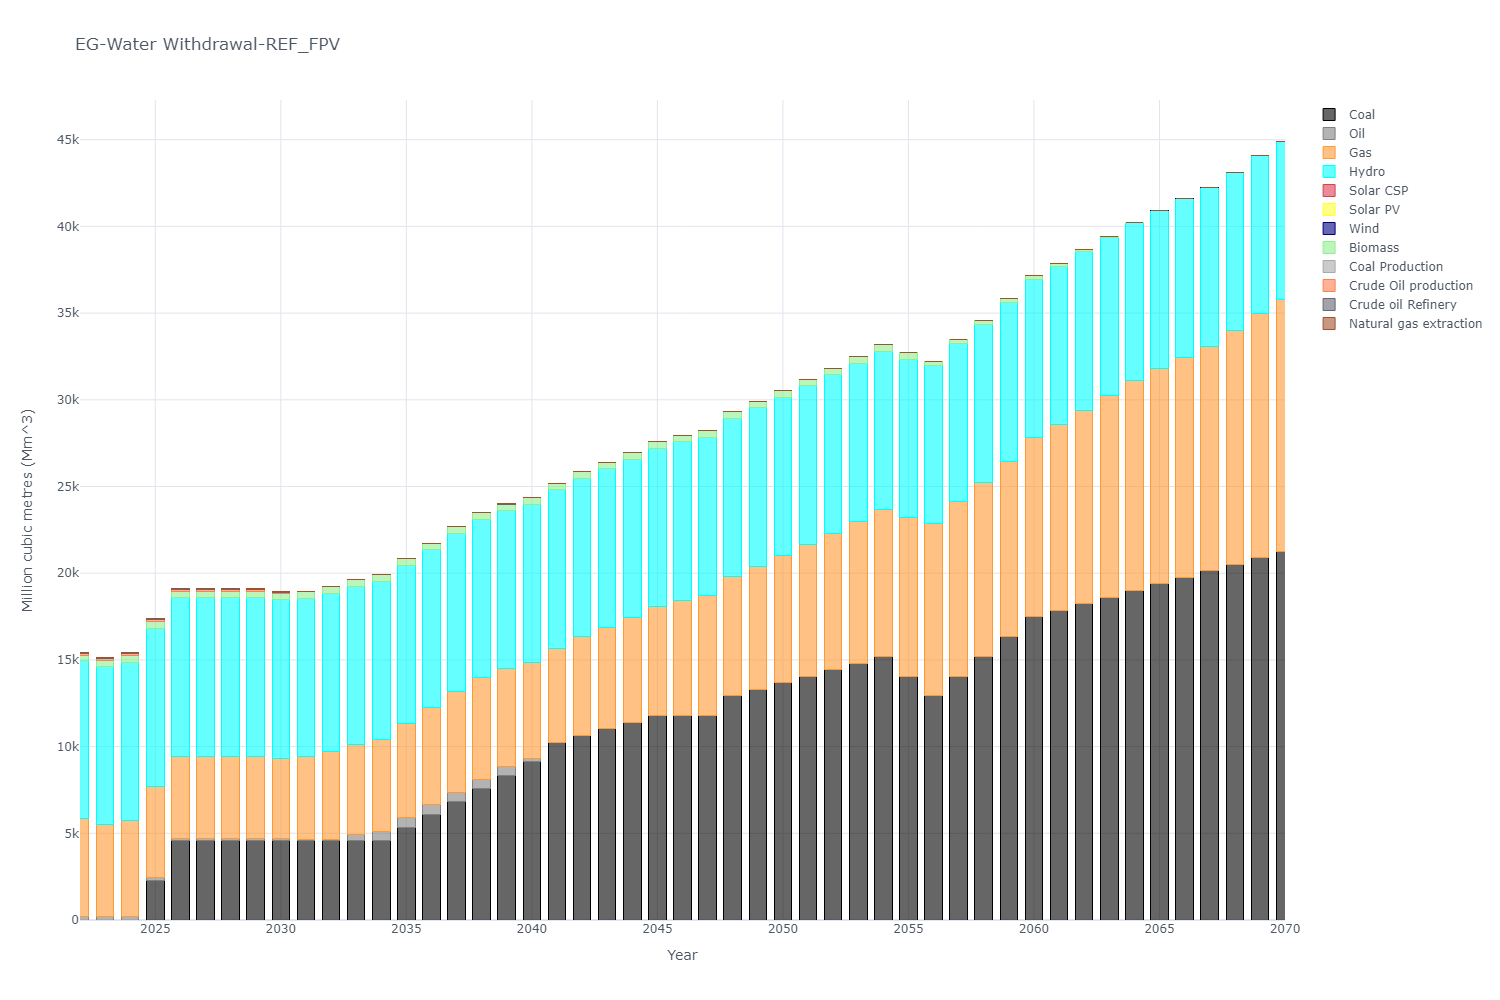 EG-Water Withdrawal-REF_FPV
Million cubic metres (Mm^3)
45k
40k
35k
30k
25k
20k
15k
10k
5k
0
2025
2030
2035
2040
2045
2050
2055
2060
2065
2070
Year
Coal
Oil
Gas
Hydro
Solar CSP
Solar PV
Wind
Biomass
Coal Production
Crude Oil production
Crude oil Refinery
Natural gas extraction